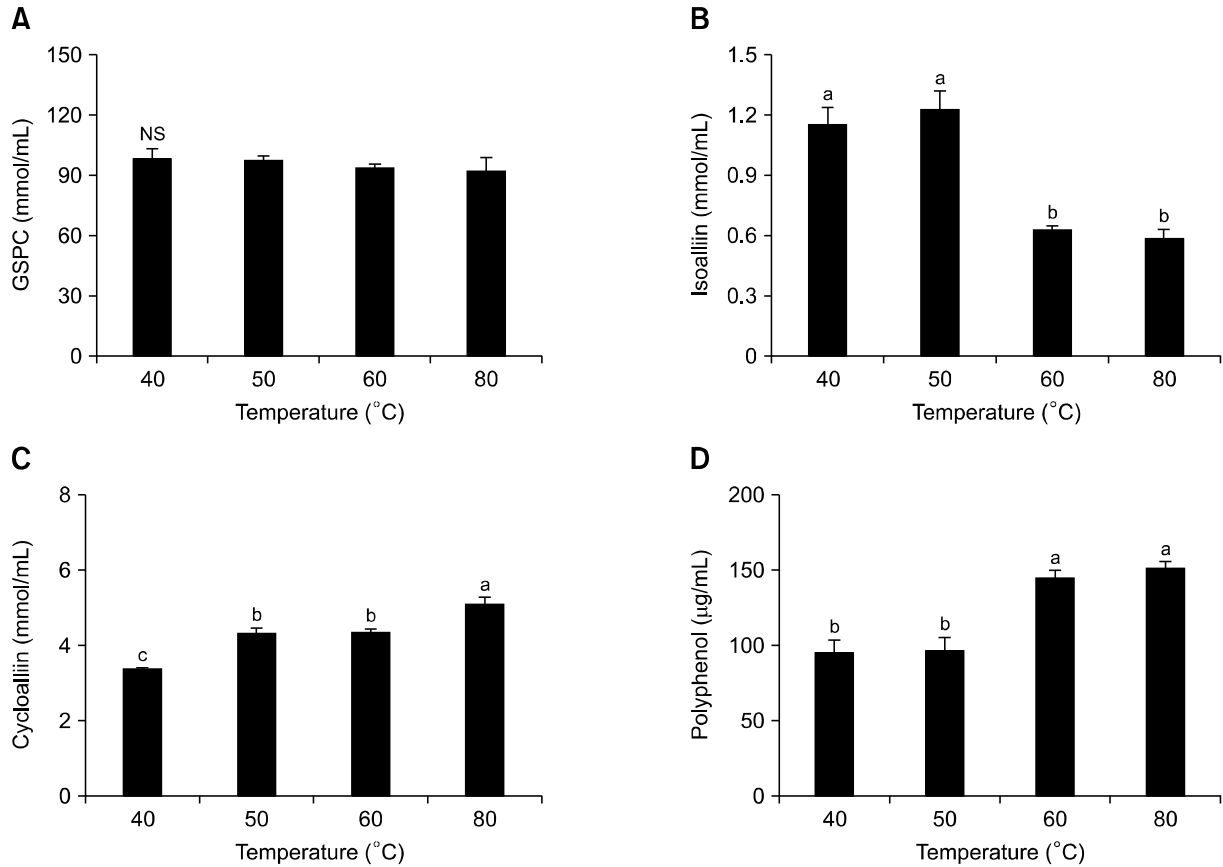 A
GSPC (mmol/mL)
150
120
90
60
30
0
NS
40 50 60 80
Temperature (°C)
B
Isoalliin (mmol/mL)
1.5
1.2
0.9
0.6
0.3
0
a a b b
40 50 60 80
Temperature (°C)
C
Cycloalliin (mmol/mL)
8
6
4
2
0
c b b a
40 50 60 80
Temperature (°C)
D
Polyphenol (μg/mL)
200
150
100
50
0
b b a a
40 50 60 80
Temperature (°C)